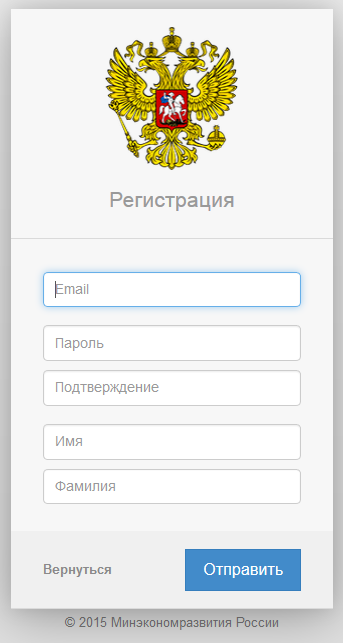 Регистрация
Email
Пароль
Подтверждение
Имя
Фамилия
Вернуться
Отправить
© 2015 Минэкономразвития России